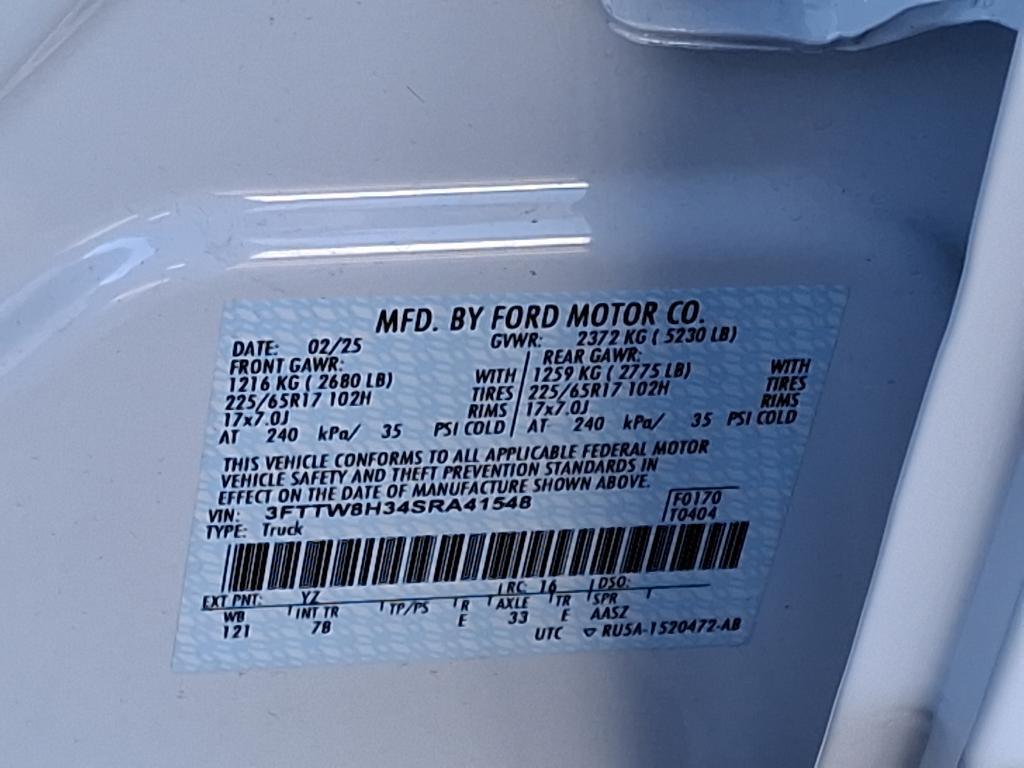 MFD. BY FORD MOTOR CO.
DATE: 02/25 GVWR: 2372 KG ( 5230 LB)
FRONT GAWR: REAR GAWR:
1216 KG ( 2680 LB) WITH 1259 KG ( 2775 LB) WITH
225/65R17 102H TIRES 225/65R17 102H TIRES
17x7.0J RIMS 17x7.0J RIMS
AT 240 kPa/ 35 PSI COLD AT 240 kPa/ 35 PSI COLD
THIS VEHICLE CONFORMS TO ALL APPLICABLE FEDERAL MOTOR
VEHICLE SAFETY AND THEFT PREVENTION STANDARDS IN
EFFECT ON THE DATE OF MANUFACTURE SHOWN ABOVE.
VIN: 3FTTW8H34SRA41548 F0170
TYPE: Truck T0404
EXT PNT: YZ RC: 16 DSO:
WB INT TR TP/PS R AXLE TR SPR
121 78 E 33 E AASZ
UTC ▽ RU5A-1520472-AB